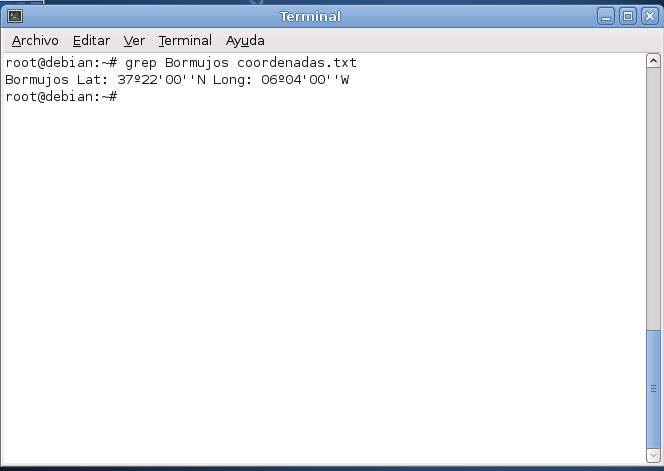 Terminal
Archivo Editar Ver Terminal Ayuda
root@debian:~# grep Bormujos coordenadas.txt
Bormujos Lat: 37º22'00''N Long: 06º04'00''W
root@debian:~#